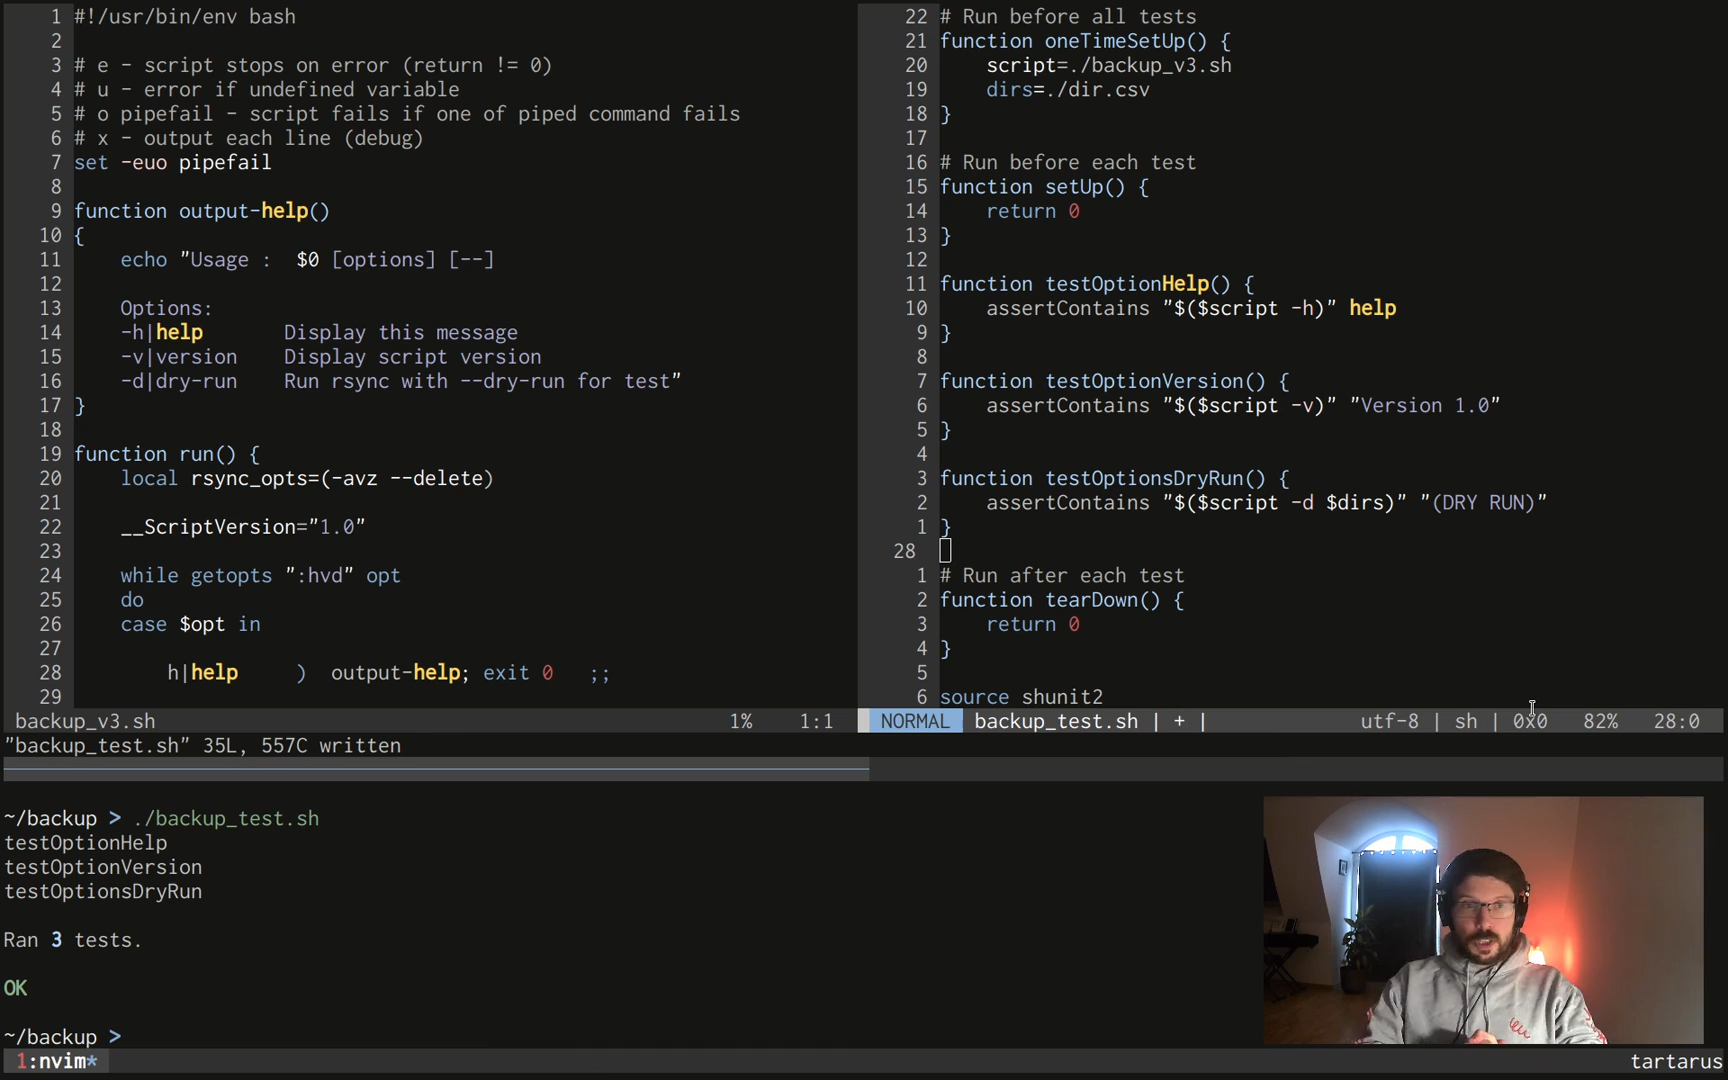 1 #!/usr/bin/env bash
2
3 # e - script stops on error (return != 0)
4 # u - error if undefined variable
5 # o pipefail - script fails if one of piped command fails
6 # x - output each line (debug)
7 set -euo pipefail
8
9 function output-help()
10 {
11     echo "Usage :  $0 [options] [--]
12
13     Options:
14     -h|help       Display this message
15     -v|version    Display script version
16     -d|dry-run    Run rsync with --dry-run for test"
17 }
18
19 function run() {
20     local rsync_opts=(-avz --delete)
21
22     __ScriptVersion="1.0"
23
24     while getopts ":hvd" opt
25     do
26     case $opt in
27
28         h|help     )  output-help; exit 0   ;;
29
backup_v3.sh 1% 1:1
22 # Run before all tests
21 function oneTimeSetUp() {
20     script=./backup_v3.sh
19     dirs=./dir.csv
18 }
17
16 # Run before each test
15 function setUp() {
14     return 0
13 }
12
11 function testOptionHelp() {
10     assertContains "$($script -h)" help
9 }
8
7 function testOptionVersion() {
6     assertContains "$($script -v)" "Version 1.0"
5 }
4
3 function testOptionsDryRun() {
2     assertContains "$($script -d $dirs)" "(DRY RUN)"
1 }
28
1 # Run after each test
2 function tearDown() {
3     return 0
4 }
5
6 source shunit2
NORMAL backup_test.sh | + | utf-8 | sh | 0x0 82% 28:0
"backup_test.sh" 35L, 557C written
~/backup > ./backup_test.sh
testOptionHelp
testOptionVersion
testOptionsDryRun
Ran 3 tests.
OK
~/backup >
1:nvim* tartarus